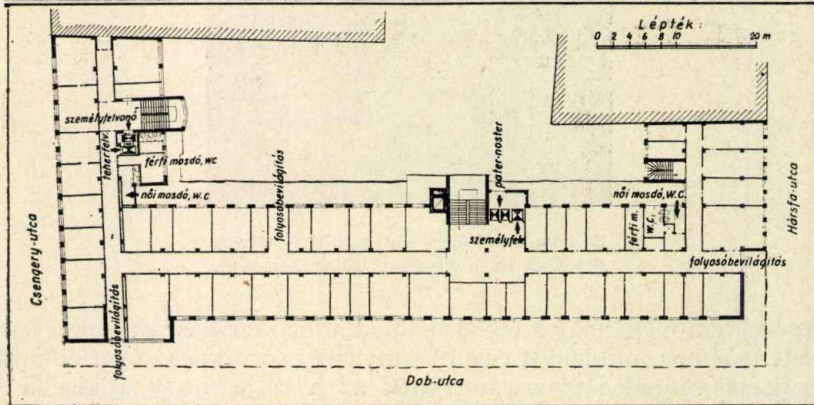 Lépték:
0 2 4 6 8 10 20 m
személyfelvonó
teherfelv.
férfi mosdó, WC
női mosdó, W.C
folyosóbevilágítás
pater-noster
személyfelv.
női mosdó, W.C.
férfi m.
W.C.
folyosóbevilágítás
Csengery-utca
Hársfa-utca
folyosóbevilágítás
Dob-utca